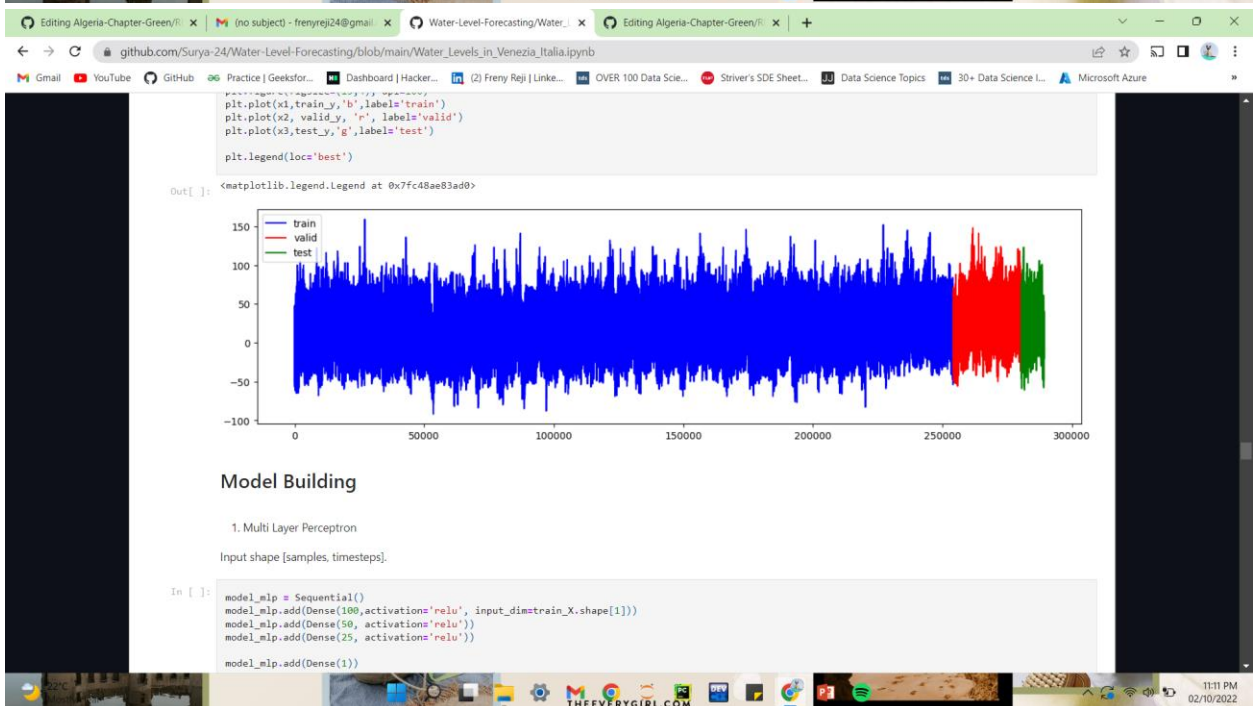 Editing Algeria-Chapter-Green/R
(no subject) - frenyreji24@gmail
Water-Level-Forecasting/Water_L
Editing Algeria-Chapter-Green/R
github.com/Surya-24/Water-Level-Forecasting/blob/main/Water_Levels_in_Venezia_Italia.ipynb
Gmail YouTube GitHub Practice | Geeksfor... Dashboard | Hacker... (2) Freny Reji | Linke... OVER 100 Data Scie... Striver's SDE Sheet... Data Science Topics 30+ Data Science I... Microsoft Azure »
plt.plot(x1,train_y,'b',label='train')
plt.plot(x2, valid_y, 'r', label='valid')
plt.plot(x3,test_y,'g',label='test')
plt.legend(loc='best')
Out[ ]: <matplotlib.legend.Legend at 0x7fc48ae83ad0>
train
valid
test
150
100
50
0
−50
−100
0 50000 100000 150000 200000 250000 300000
Model Building
1. Multi Layer Perceptron
Input shape [samples, timesteps].
In [ ]: model_mlp = Sequential()
model_mlp.add(Dense(100,activation='relu', input_dim=train_X.shape[1]))
model_mlp.add(Dense(50, activation='relu'))
model_mlp.add(Dense(25, activation='relu'))
model_mlp.add(Dense(1))
22°C
THEEVERYGIRL.COM
11:11 PM
02/10/2022